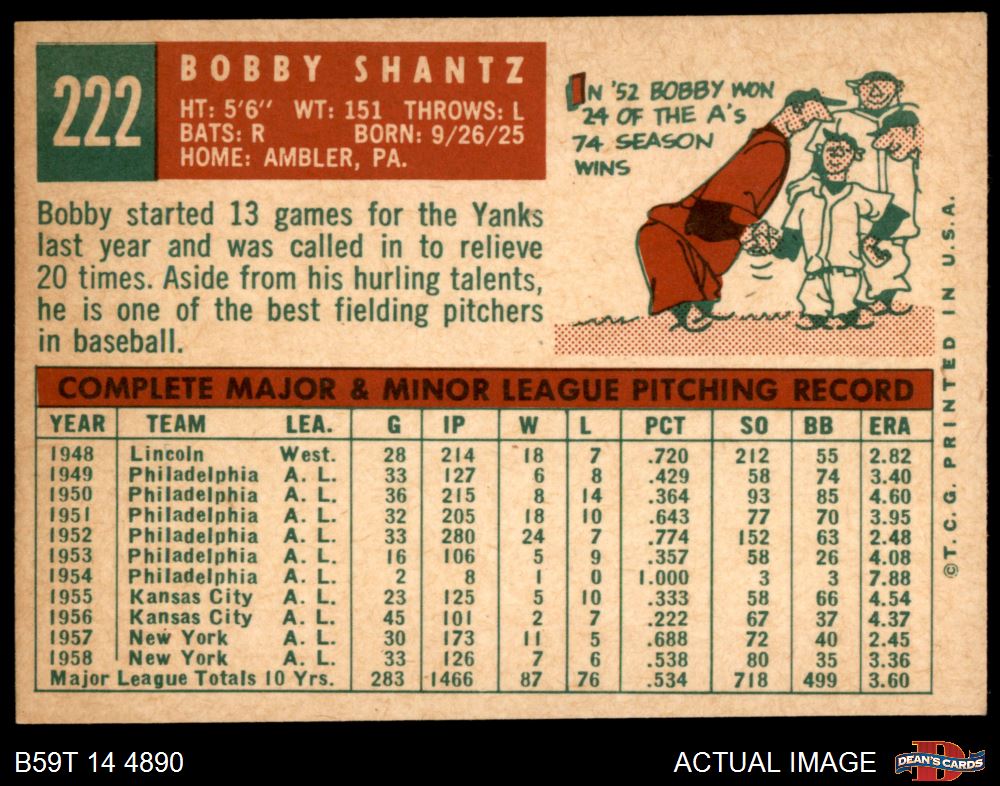 222
BOBBY SHANTZ
HT: 5'6" WT: 151 THROWS: L
BATS: R BORN: 9/26/25
HOME: AMBLER, PA.
IN '52 BOBBY WON
24 OF THE A'S
74 SEASON
WINS
Bobby started 13 games for the Yanks
last year and was called in to relieve
20 times. Aside from his hurling talents,
he is one of the best fielding pitchers
in baseball.
COMPLETE MAJOR & MINOR LEAGUE PITCHING RECORD
YEAR TEAM LEA. G IP W L PCT SO BB ERA
1948 Lincoln West. 28 214 18 7 .720 212 55 2.82
1949 Philadelphia A. L. 33 127 6 8 .429 58 74 3.40
1950 Philadelphia A. L. 36 215 8 14 .364 93 85 4.60
1951 Philadelphia A. L. 32 205 18 10 .643 77 70 3.95
1952 Philadelphia A. L. 33 280 24 7 .774 152 63 2.48
1953 Philadelphia A. L. 16 106 5 9 .357 58 26 4.08
1954 Philadelphia A. L. 2 8 1 0 1.000 3 3 7.88
1955 Kansas City A. L. 23 125 5 10 .333 58 66 4.54
1956 Kansas City A. L. 45 101 2 7 .222 67 37 4.37
1957 New York A. L. 30 173 11 5 .688 72 40 2.45
1958 New York A. L. 33 126 7 6 .538 80 35 3.36
Major League Totals 10 Yrs. 283 1466 87 76 .534 718 499 3.60
©T.C.G. PRINTED IN U.S.A.
B59T 14 4890
ACTUAL IMAGE
DEAN'S CARDS